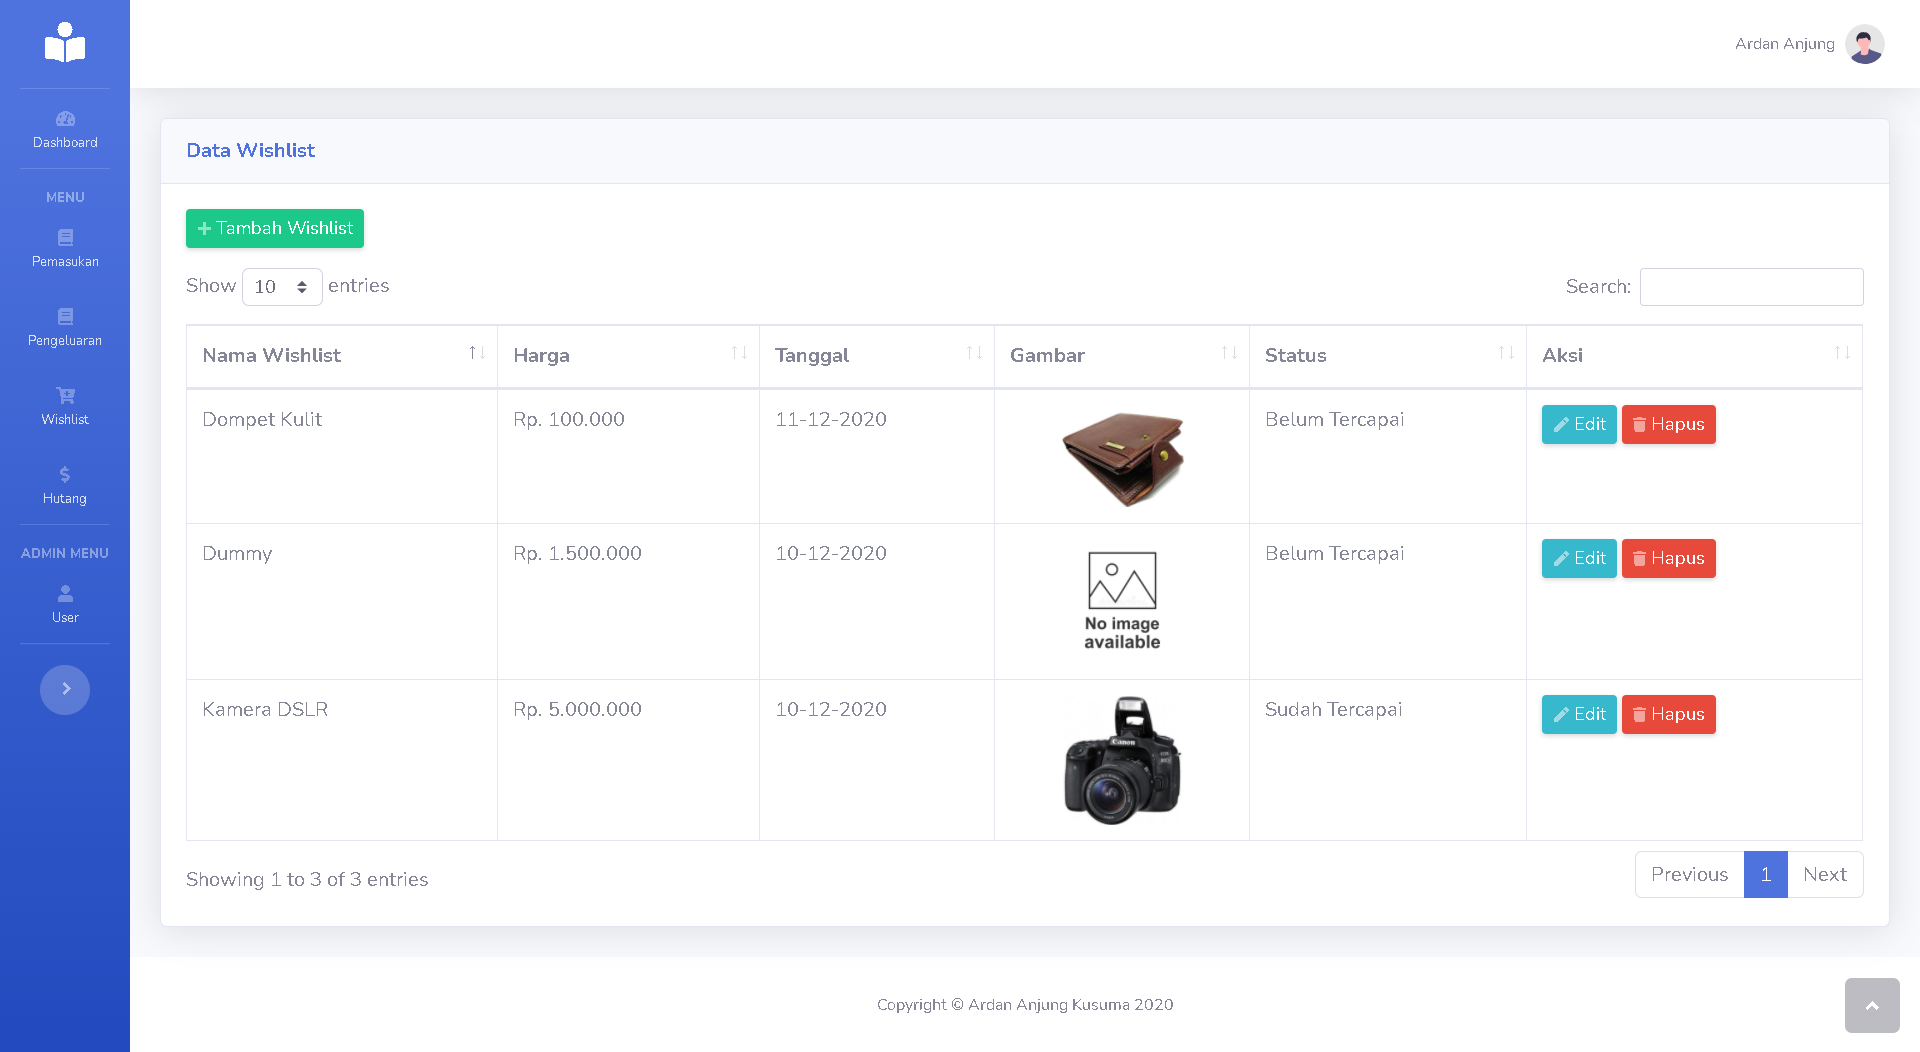 Ardan Anjung
Dashboard
MENU
Pemasukan
Pengeluaran
Wishlist
Hutang
ADMIN MENU
User
Data Wishlist
Tambah Wishlist
Show 10 entries
Search:
Nama Wishlist Harga Tanggal Gambar Status Aksi
Dompet Kulit Rp. 100.000 11-12-2020 Belum Tercapai Edit Hapus
Dummy Rp. 1.500.000 10-12-2020 Belum Tercapai Edit Hapus
No image
available
Kamera DSLR Rp. 5.000.000 10-12-2020 Sudah Tercapai Edit Hapus
Canon
Showing 1 to 3 of 3 entries
Previous 1 Next
Copyright © Ardan Anjung Kusuma 2020